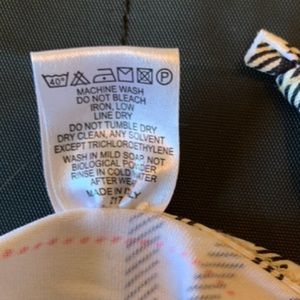 40°
P
MACHINE WASH
DO NOT BLEACH
IRON, LOW
LINE DRY
DO NOT TUMBLE DRY
DRY CLEAN, ANY SOLVENT
EXCEPT TRICHLOROETHYLENE
WASH IN MILD SOAP, NOT
BIOLOGICAL POWDER
RINSE IN COLD WATER
AFTER WEAR
MADE IN ITALY